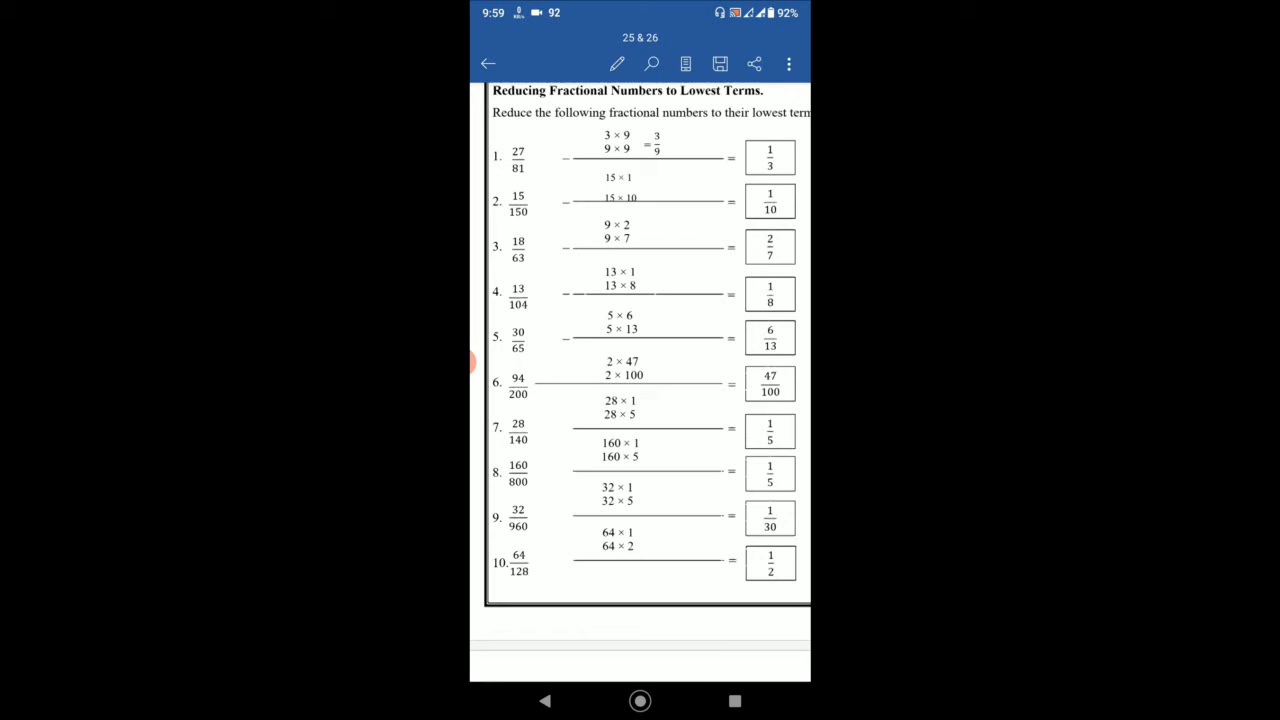 9:59 0 KB/s 92 92%
25 & 26
Reducing Fractional Numbers to Lowest Terms.
Reduce the following fractional numbers to their lowest term
1. 27/81 – 3 × 9 / 9 × 9 = 3/9 = 1/3
2. 15/150 – 15 × 1 / 15 × 10 = 1/10
3. 18/63 – 9 × 2 / 9 × 7 = 2/7
4. 13/104 – 13 × 1 / 13 × 8 = 1/8
5. 30/65 – 5 × 6 / 5 × 13 = 6/13
6. 94/200 2 × 47 / 2 × 100 = 47/100
7. 28/140 28 × 1 / 28 × 5 = 1/5
8. 160/800 160 × 1 / 160 × 5 = 1/5
9. 32/960 32 × 1 / 32 × 5 = 1/30
10. 64/128 64 × 1 / 64 × 2 = 1/2